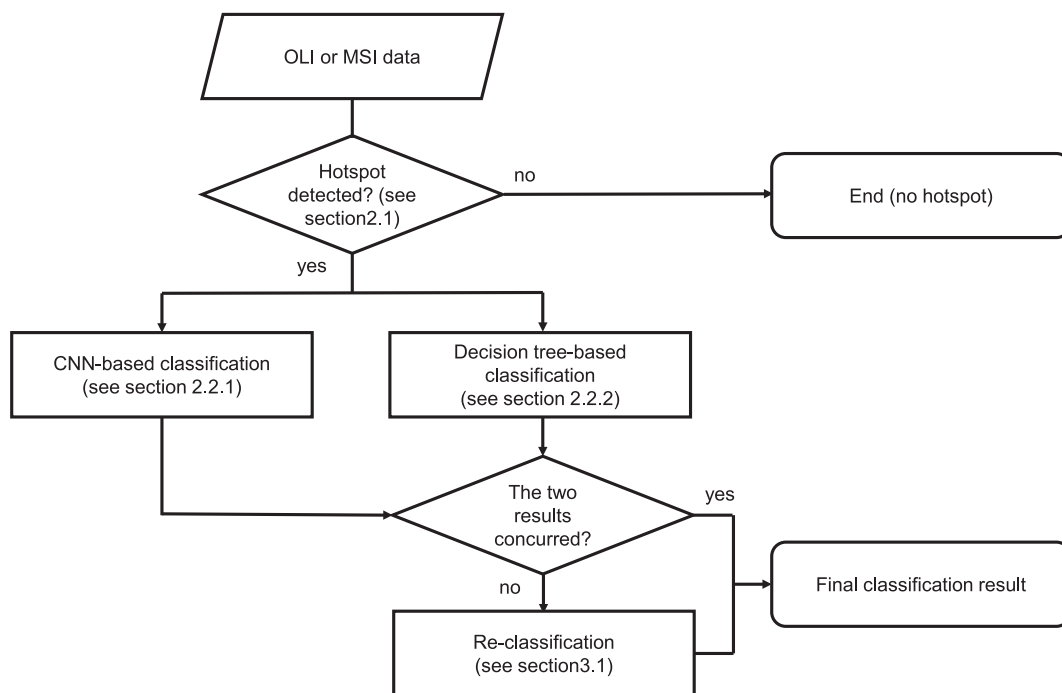 OLI or MSI data
Hotspot
detected? (see
section2.1)
no
End (no hotspot)
yes
CNN-based classification
(see section 2.2.1)
Decision tree-based
classification
(see section 2.2.2)
The two
results
concurred?
yes
no
Final classification result
Re-classification
(see section3.1)